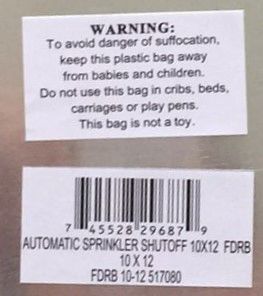 WARNING:
To avoid danger of suffocation,
keep this plastic bag away
from babies and children.
Do not use this bag in cribs, beds,
carriages or play pens.
This bag is not a toy.
7 45528 29687 9
AUTOMATIC SPRINKLER SHUTOFF 10X12 FDRB
10 X 12
FDRB 10-12 517080